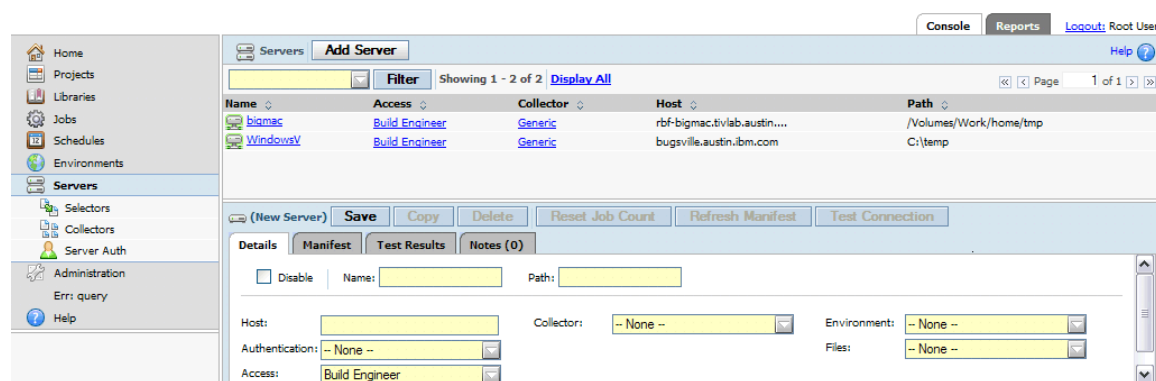 Console Reports Logout: Root User
Home
Projects
Libraries
Jobs
Schedules
Environments
Servers
Selectors
Collectors
Server Auth
Administration
Err: query
Help
Servers Add Server Help ?
Filter Showing 1 - 2 of 2 Display All Page 1 of 1
Name Access Collector Host Path
bigmac Build Engineer Generic rbf-bigmac.tivlab.austin.... /Volumes/Work/home/tmp
WindowsV Build Engineer Generic bugsville.austin.ibm.com C:\temp
(New Server) Save Copy Delete Reset Job Count Refresh Manifest Test Connection
Details Manifest Test Results Notes (0)
Disable Name: Path:
Host: Collector: -- None -- Environment: -- None --
Authentication: -- None -- Files: -- None --
Access: Build Engineer